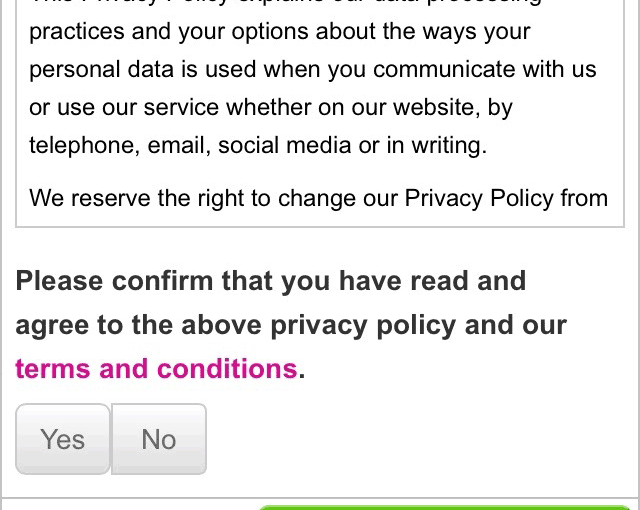 practices and your options about the ways your
personal data is used when you communicate with us
or use our service whether on our website, by
telephone, email, social media or in writing.
We reserve the right to change our Privacy Policy from
Please confirm that you have read and
agree to the above privacy policy and our
terms and conditions.
Yes No